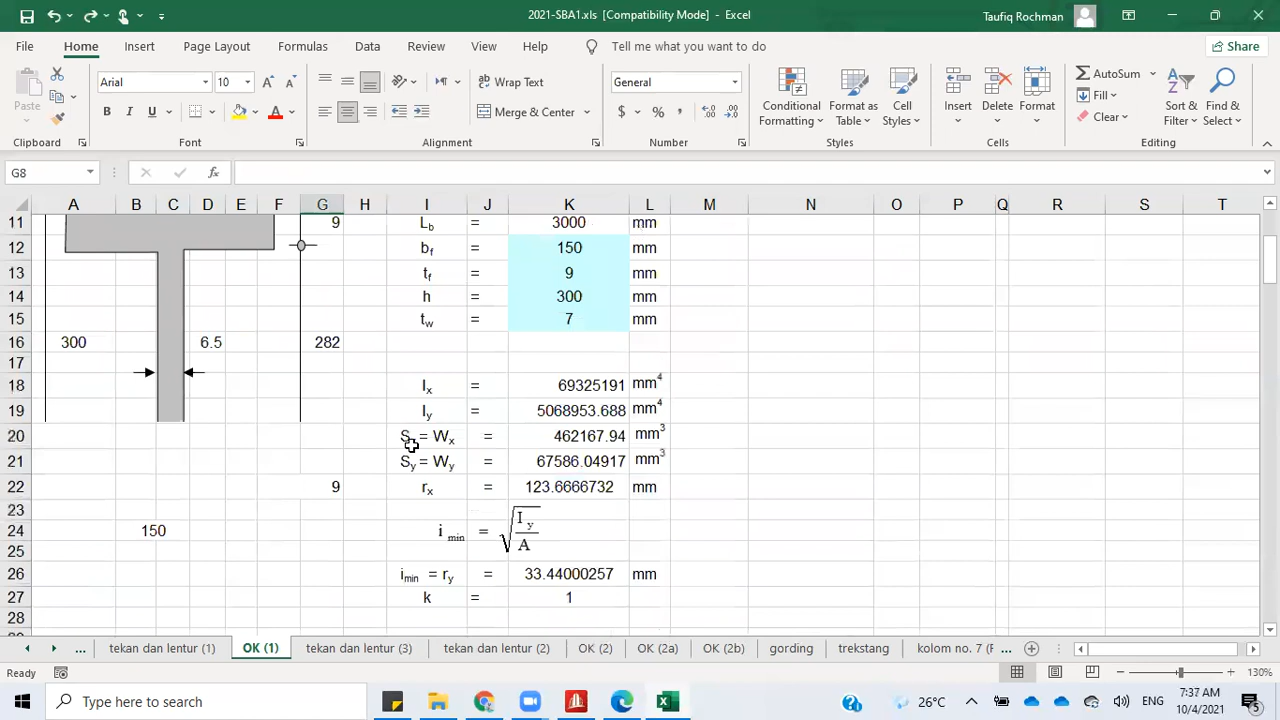 2021-SBA1.xls [Compatibility Mode] - Excel
Taufiq Rochman
File Home Insert Page Layout Formulas Data Review View Help Tell me what you want to do Share
Paste
Arial 10
B I U
Wrap Text
Merge & Center
General
$ % ,
Conditional Formatting
Format as Table
Cell Styles
Insert Delete Format
AutoSum
Fill
Clear
Sort & Filter
Find & Select
Clipboard Font Alignment Number Styles Cells Editing
G8
fx
A B C D E F G H I J K L M N O P Q R S T
11 9 Lb = 3000 mm
12 bf = 150 mm
13 tf = 9 mm
14 h = 300 mm
15 tw = 7 mm
16 300 6.5 282
17
18 Ix = 69325191 mm4
19 Iy = 5068953.688 mm4
20 S = Wx = 462167.94 mm3
21 Sy = Wy = 67586.04917 mm3
22 9 rx = 123.6666732 mm
23
24 150 i min = √ I y / A
25
26 imin = ry = 33.44000257 mm
27 k = 1
28
... tekan dan lentur (1) OK (1) tekan dan lentur (3) tekan dan lentur (2) OK (2) OK (2a) OK (2b) gording trekstang kolom no. 7 (F ...
Ready 130%
Type here to search
26°C ENG 7:37 AM
10/4/2021 5